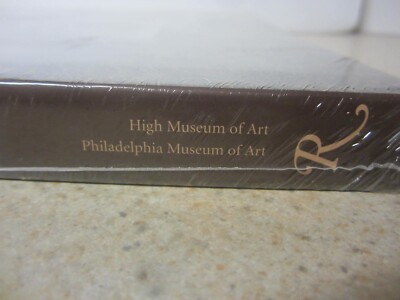 High Museum of Art
Philadelphia Museum of Art
R